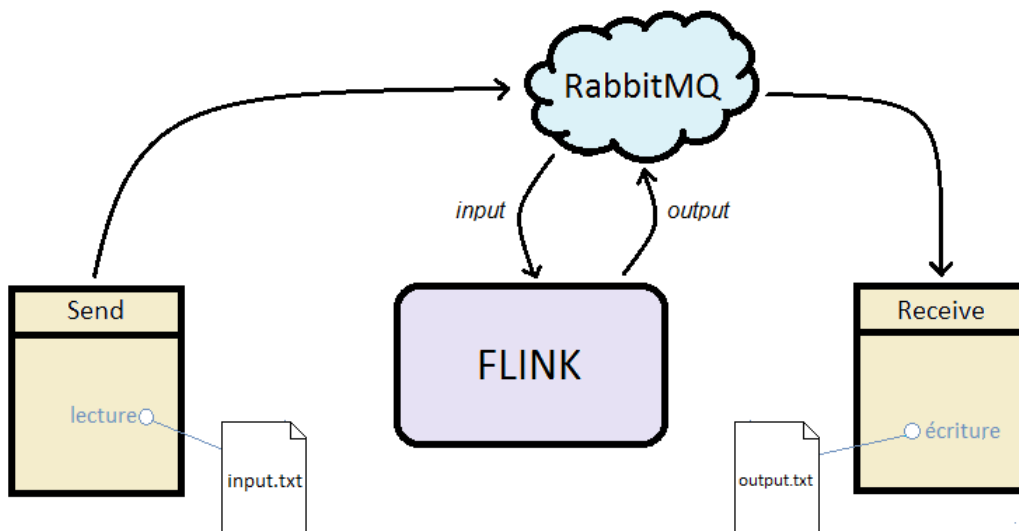 RabbitMQ
input
output
Send
Receive
FLINK
lecture
écriture
input.txt
output.txt